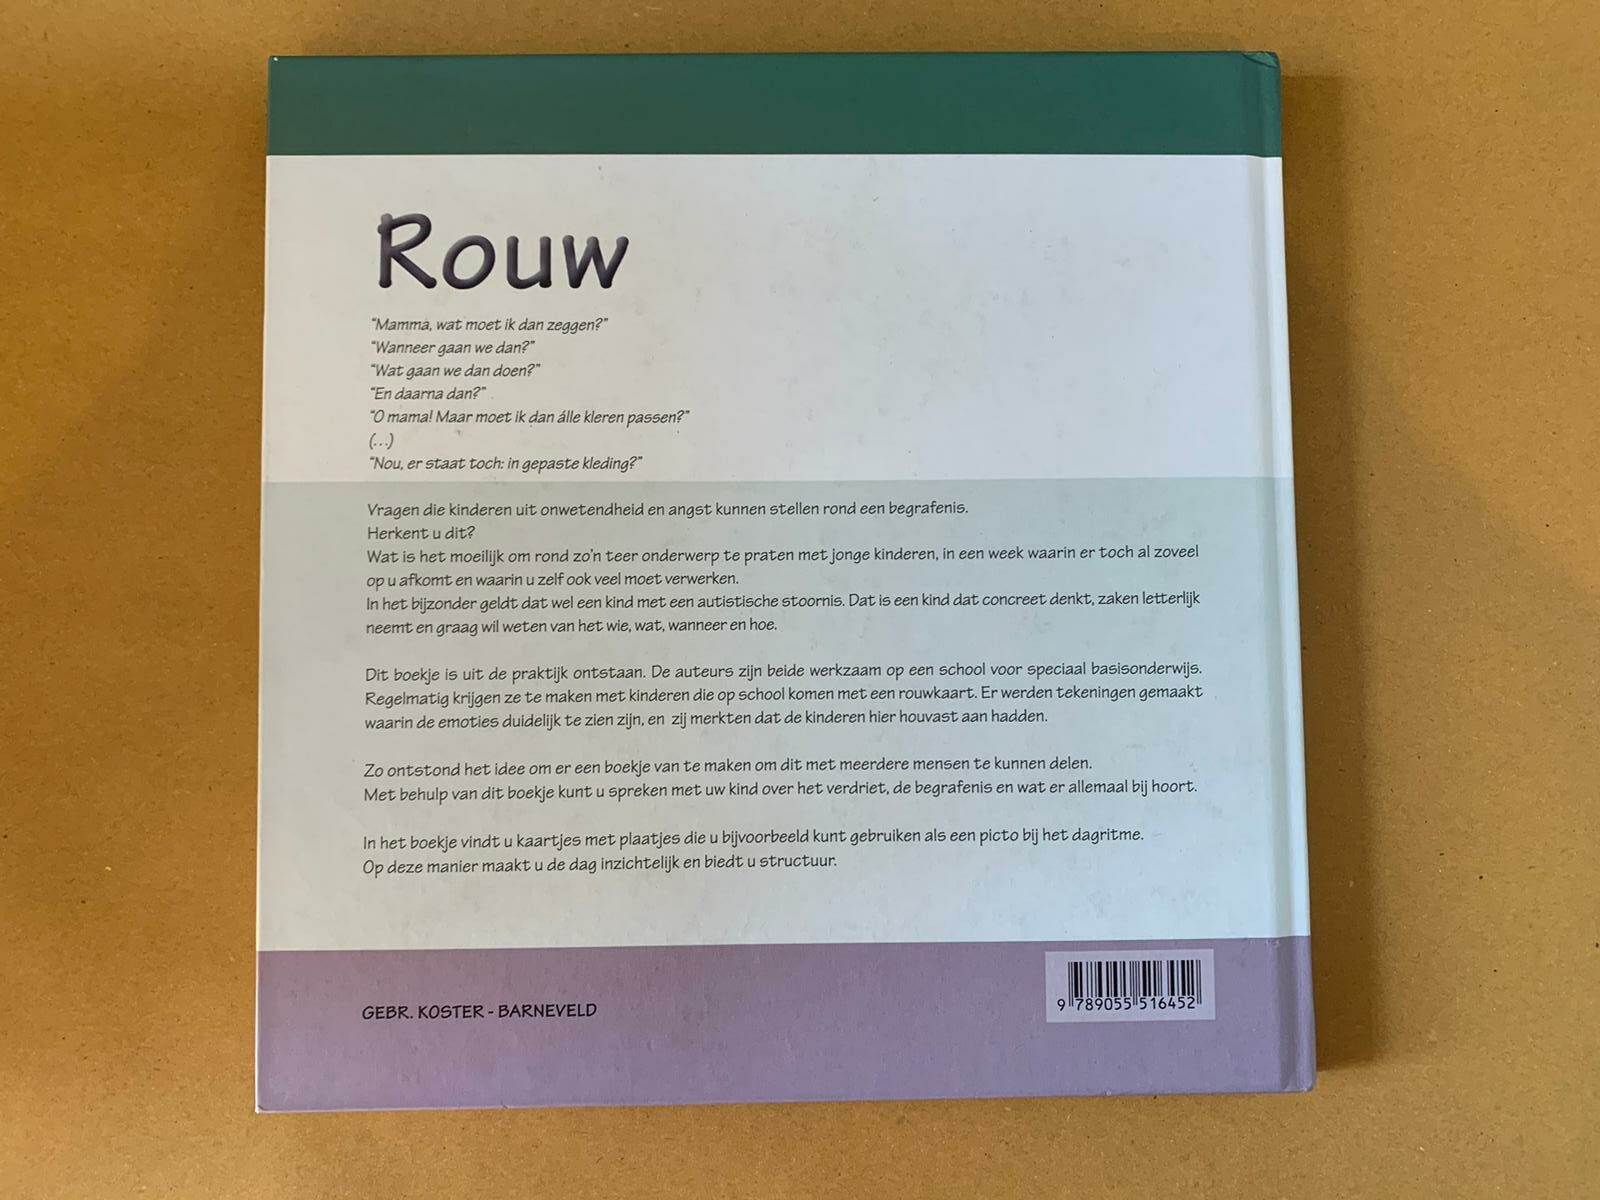 Rouw
“Mamma, wat moet ik dan zeggen?”
“Wanneer gaan we dan?”
“Wat gaan we dan doen?”
“En daarna dan?”
“O mama! Maar moet ik dan álle kleren passen?”
(...)
“Nou, er staat toch: in gepaste kleding?”
Vragen die kinderen uit onwetendheid en angst kunnen stellen rond een begrafenis.
Herkent u dit?
Wat is het moeilijk om rond zo'n teer onderwerp te praten met jonge kinderen, in een week waarin er toch al zoveel
op u afkomt en waarin u zelf ook veel moet verwerken.
In het bijzonder geldt dat wel een kind met een autistische stoornis. Dat is een kind dat concreet denkt, zaken letterlijk
neemt en graag wil weten van het wie, wat, wanneer en hoe.
Dit boekje is uit de praktijk ontstaan. De auteurs zijn beide werkzaam op een school voor speciaal basisonderwijs.
Regelmatig krijgen ze te maken met kinderen die op school komen met een rouwkaart. Er werden tekeningen gemaakt
waarin de emoties duidelijk te zien zijn, en zij merkten dat de kinderen hier houvast aan hadden.
Zo ontstond het idee om er een boekje van te maken om dit met meerdere mensen te kunnen delen.
Met behulp van dit boekje kunt u spreken met uw kind over het verdriet, de begrafenis en wat er allemaal bij hoort.
In het boekje vindt u kaartjes met plaatjes die u bijvoorbeeld kunt gebruiken als een picto bij het dagritme.
Op deze manier maakt u de dag inzichtelijk en biedt u structuur.
GEBR. KOSTER - BARNEVELD
9 789055 516452